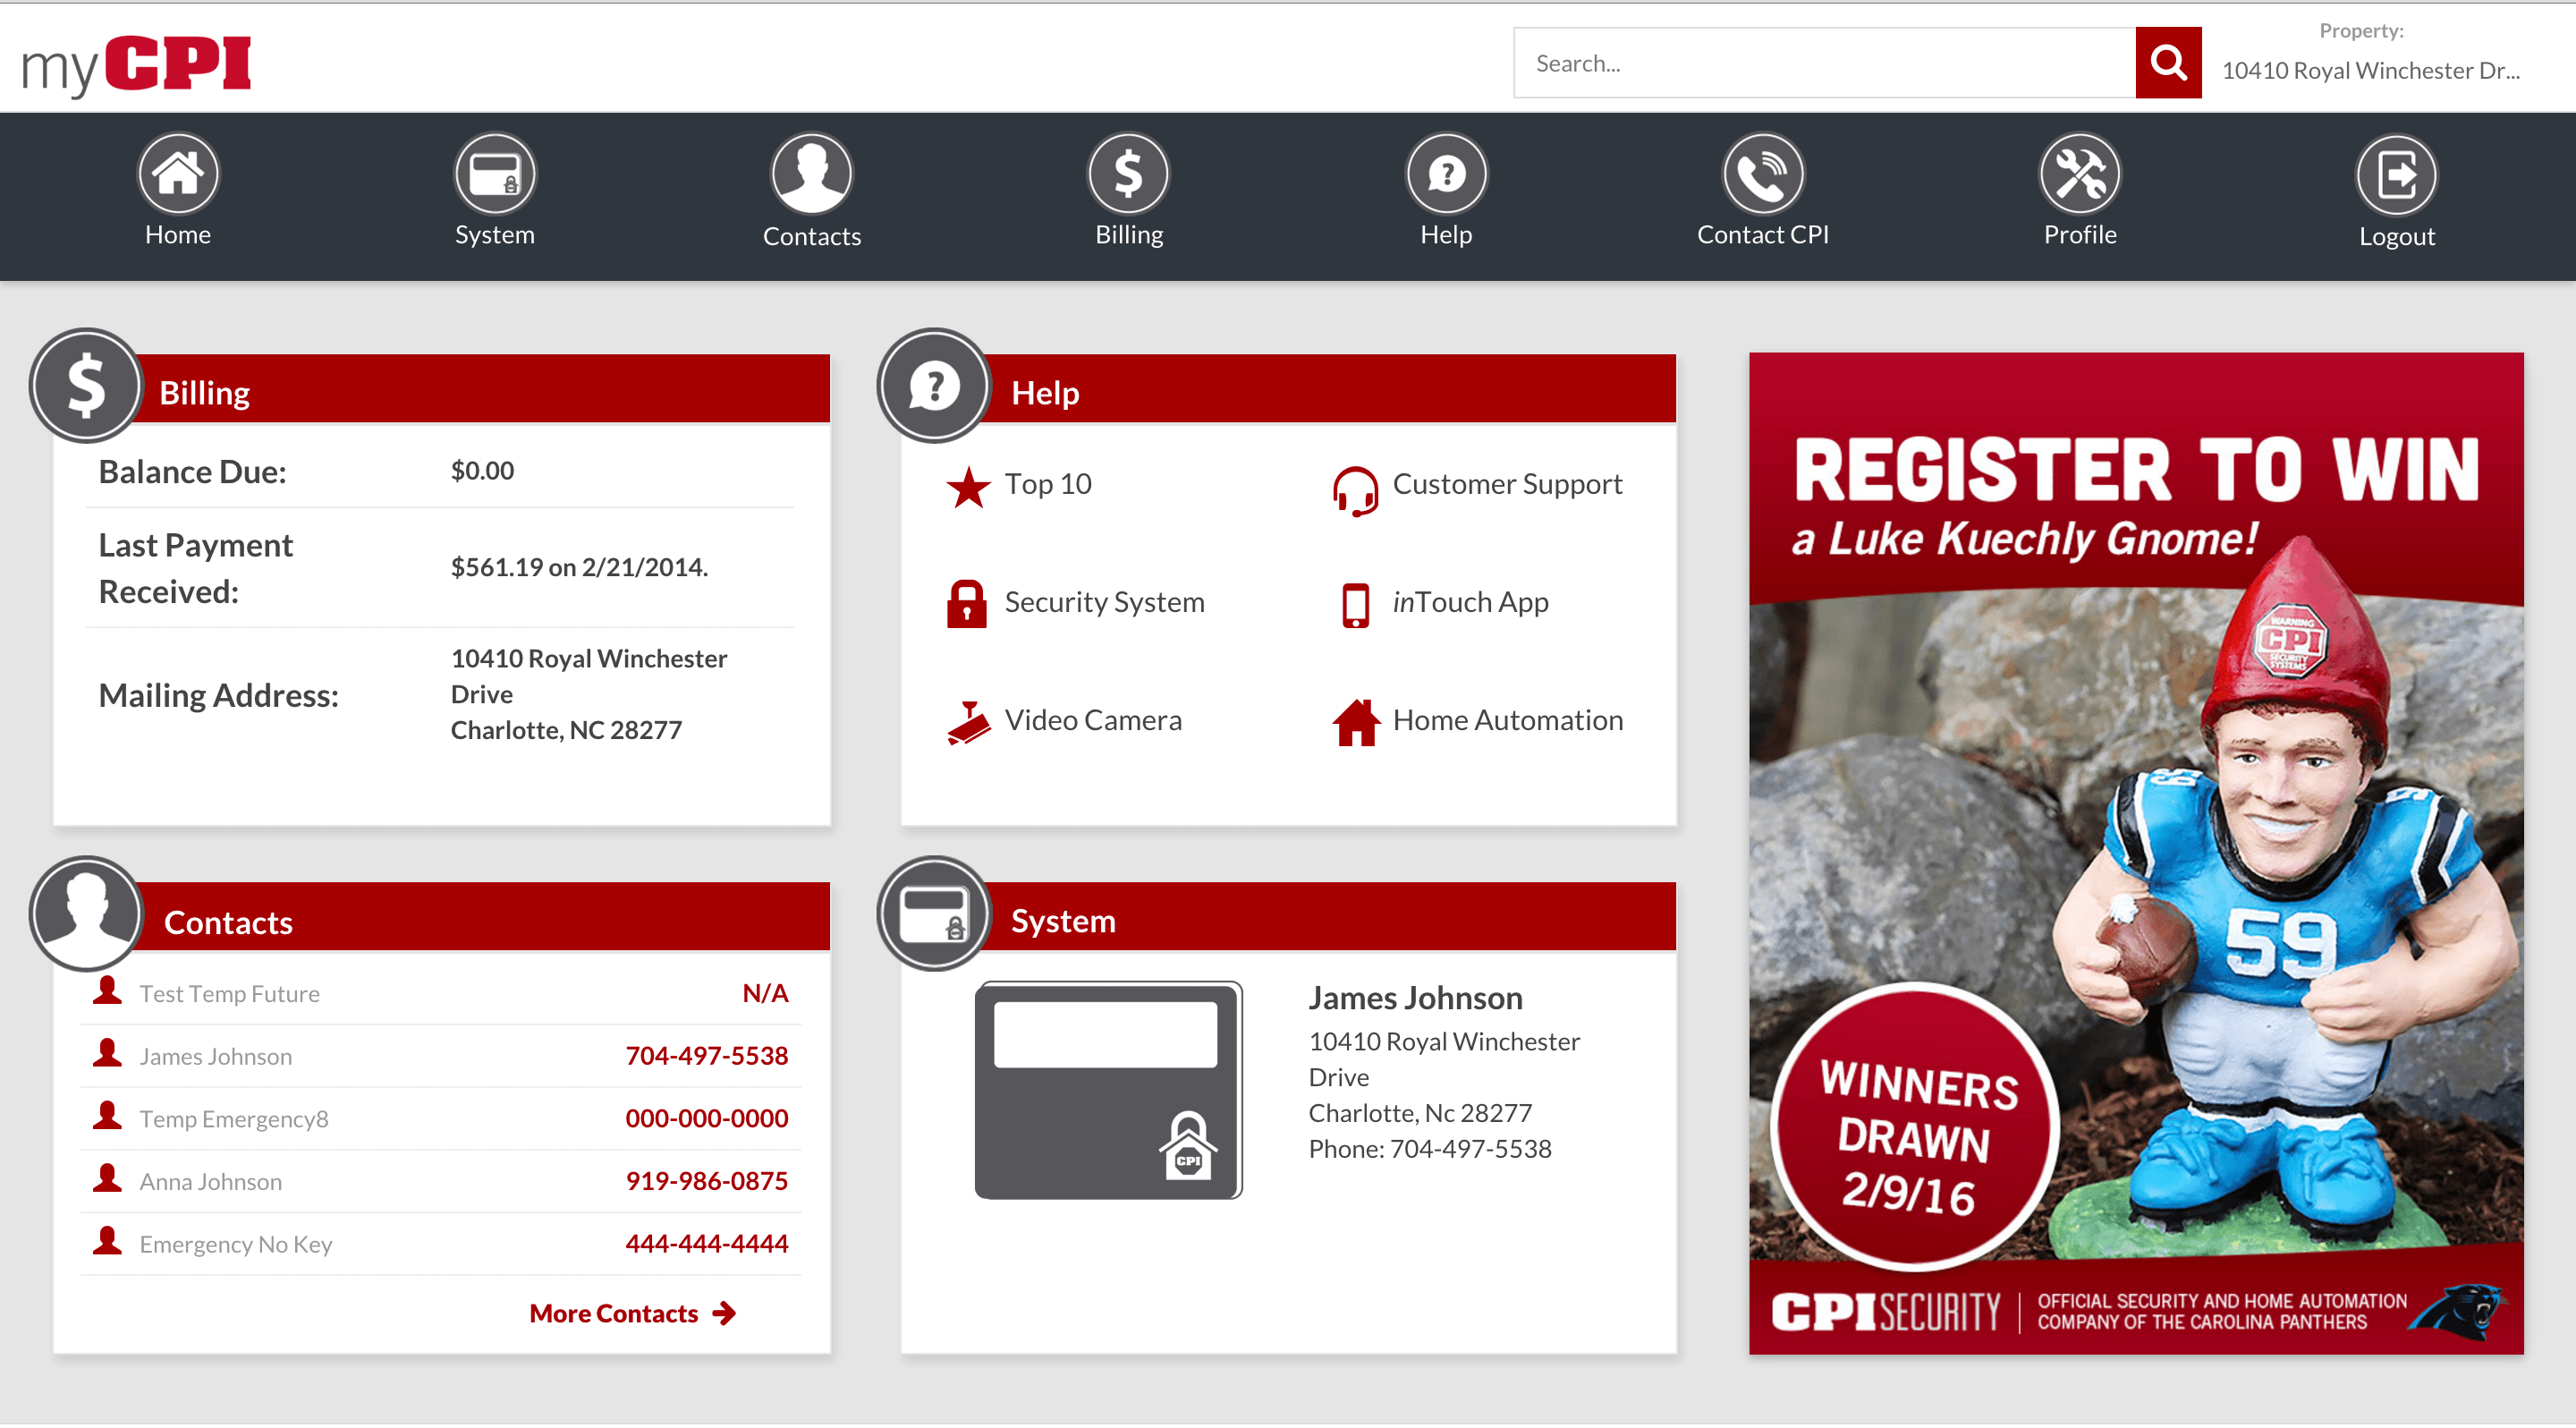 myCPI
Search...
Property:
10410 Royal Winchester Dr...
Home
System
Contacts
$
Billing
?
Help
Contact CPI
Profile
Logout
$
Billing
Balance Due:
$0.00
Last Payment
Received:
$561.19 on 2/21/2014.
Mailing Address:
10410 Royal Winchester
Drive
Charlotte, NC 28277
?
Help
Top 10
Customer Support
Security System
inTouch App
Video Camera
Home Automation
Contacts
Test Temp Future
N/A
James Johnson
704-497-5538
Temp Emergency8
000-000-0000
Anna Johnson
919-986-0875
Emergency No Key
444-444-4444
More Contacts
System
CPI
James Johnson
10410 Royal Winchester
Drive
Charlotte, Nc 28277
Phone: 704-497-5538
REGISTER TO WIN
a Luke Kuechly Gnome!
WARNING
CPI
SECURITY
SYSTEMS
59
59
59
WINNERS
DRAWN
2/9/16
CPI SECURITY
OFFICIAL SECURITY AND HOME AUTOMATION
COMPANY OF THE CAROLINA PANTHERS